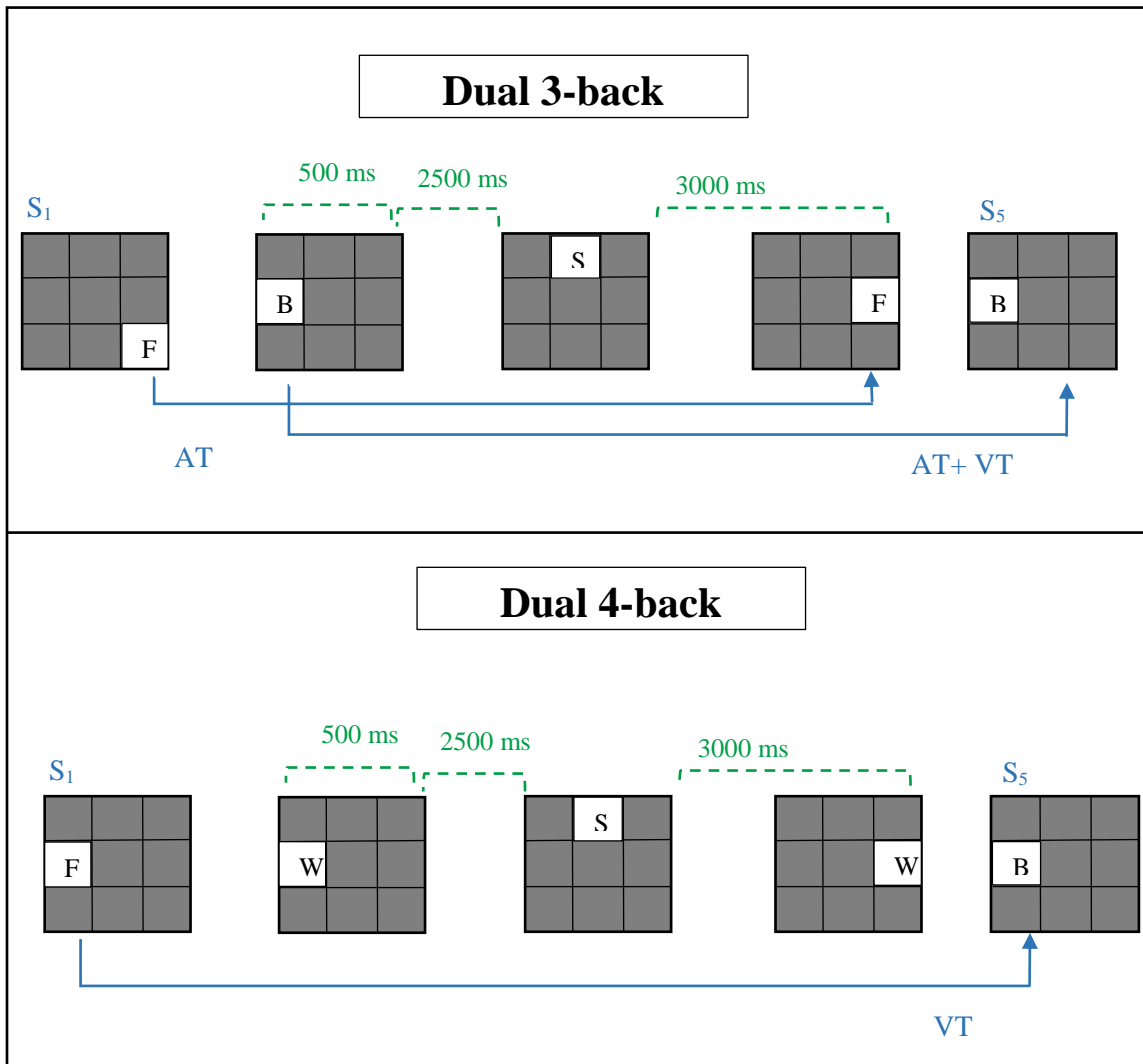 Dual 3-back
500 ms
2500 ms
3000 ms
S₁
S₅
S
B
F
B
F
AT
AT+ VT
Dual 4-back
500 ms
2500 ms
3000 ms
S₁
S₅
S
F
W
W
B
VT